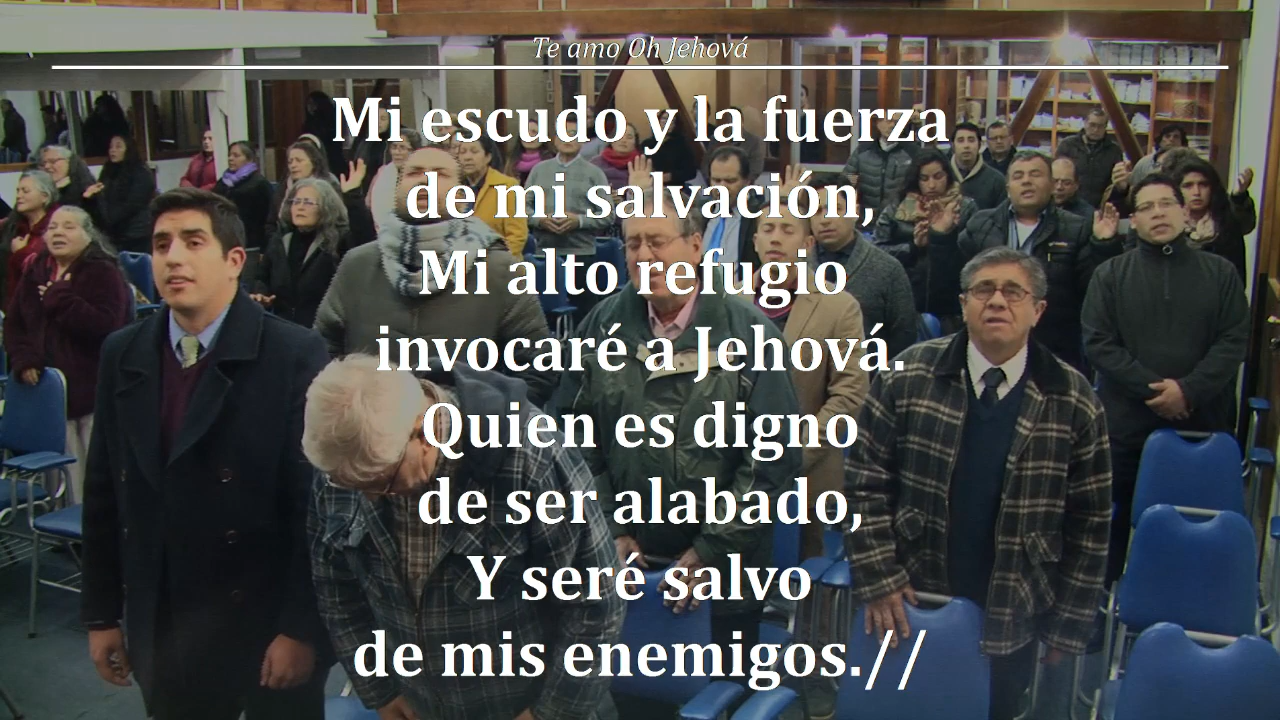 Te amo Oh Jehová
Mi escudo y la fuerza
de mi salvación,
Mi alto refugio
invocaré a Jehová.
Quien es digno
de ser alabado,
Y seré salvo
de mis enemigos.//